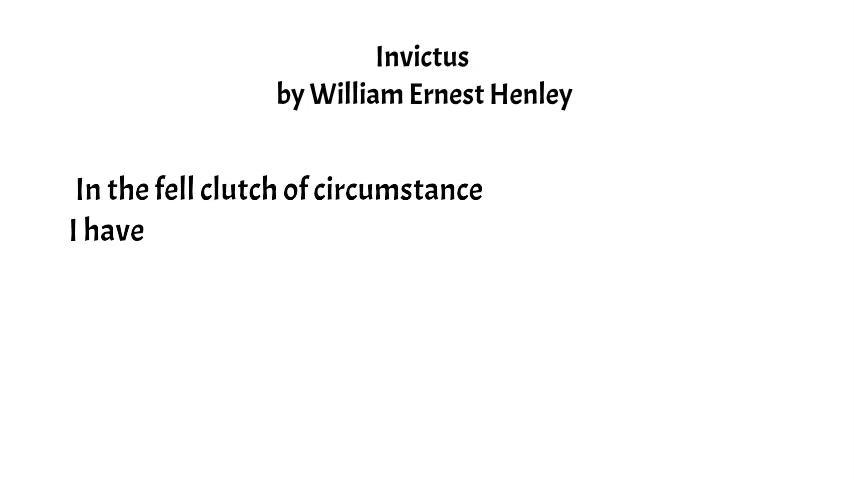 Invictus
by William Ernest Henley
In the fell clutch of circumstance
I have